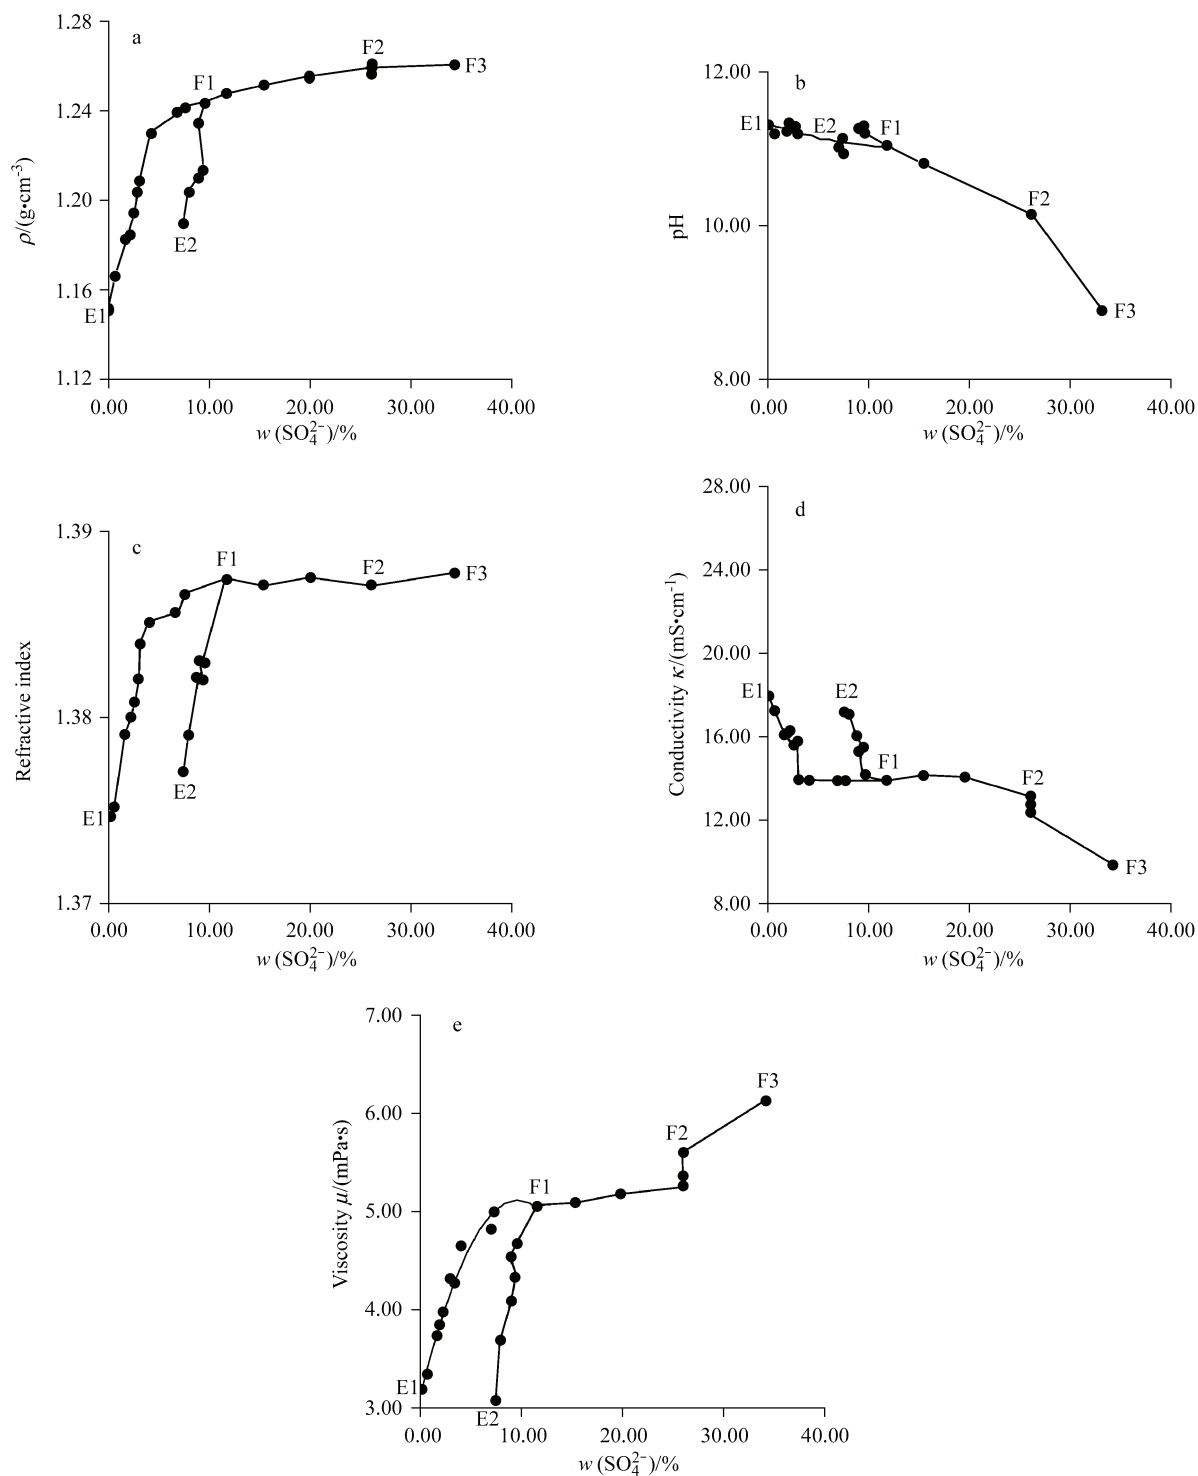 1.28
a
F2
F3
F1
1.24
1.20
1.16
1.12
E2
E1
ρ/(g•cm⁻³)
0.00 10.00 20.00 30.00 40.00
w (SO₄²⁻)/%
12.00
b
E1 E2 F1
F2
10.00
F3
8.00
pH
0.00 10.00 20.00 30.00 40.00
w (SO₄²⁻)/%
1.39
c
F1
F2
F3
1.38
E2
E1
1.37
Refractive index
0.00 10.00 20.00 30.00 40.00
w (SO₄²⁻)/%
28.00
d
24.00
20.00
E1 E2
16.00
F1
F2
12.00
F3
8.00
Conductivity κ/(mS•cm⁻¹)
0.00 10.00 20.00 30.00 40.00
w (SO₄²⁻)/%
7.00
e
F3
6.00
F2
F1
5.00
4.00
E1
3.00
E2
Viscosity μ/(mPa•s)
0.00 10.00 20.00 30.00 40.00
w (SO₄²⁻)/%